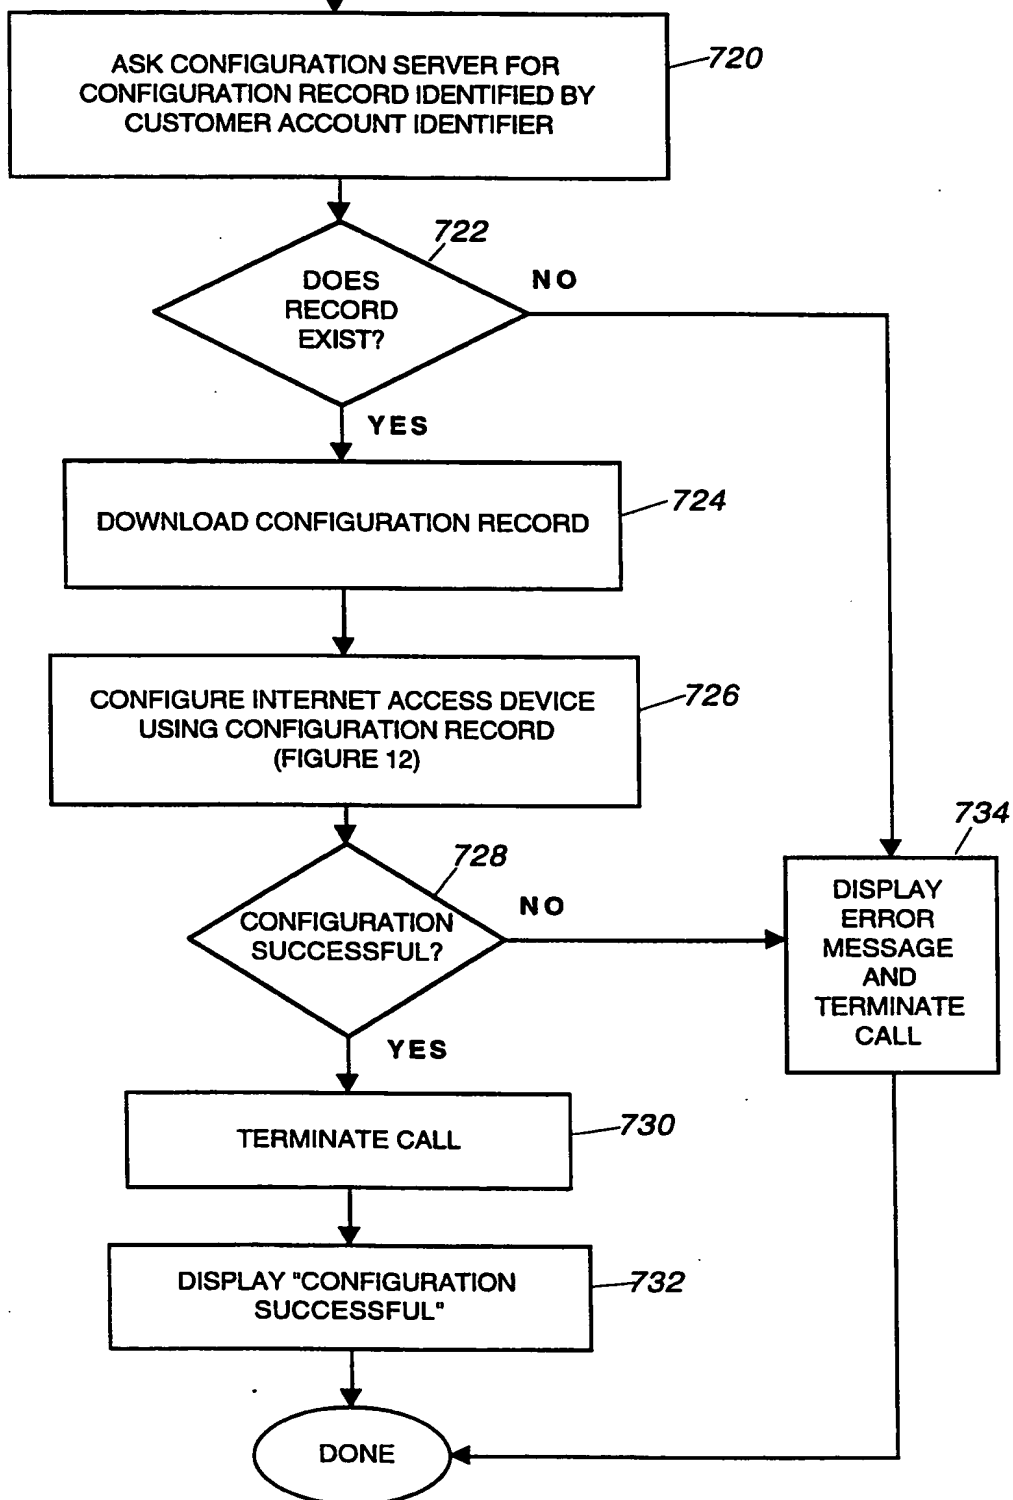 ASK CONFIGURATION SERVER FOR
CONFIGURATION RECORD IDENTIFIED BY
CUSTOMER ACCOUNT IDENTIFIER
720
722
DOES
RECORD
EXIST?
NO
YES
DOWNLOAD CONFIGURATION RECORD
724
CONFIGURE INTERNET ACCESS DEVICE
USING CONFIGURATION RECORD
(FIGURE 12)
726
728
CONFIGURATION
SUCCESSFUL?
NO
YES
734
DISPLAY
ERROR
MESSAGE
AND
TERMINATE
CALL
TERMINATE CALL
730
DISPLAY "CONFIGURATION
SUCCESSFUL"
732
DONE